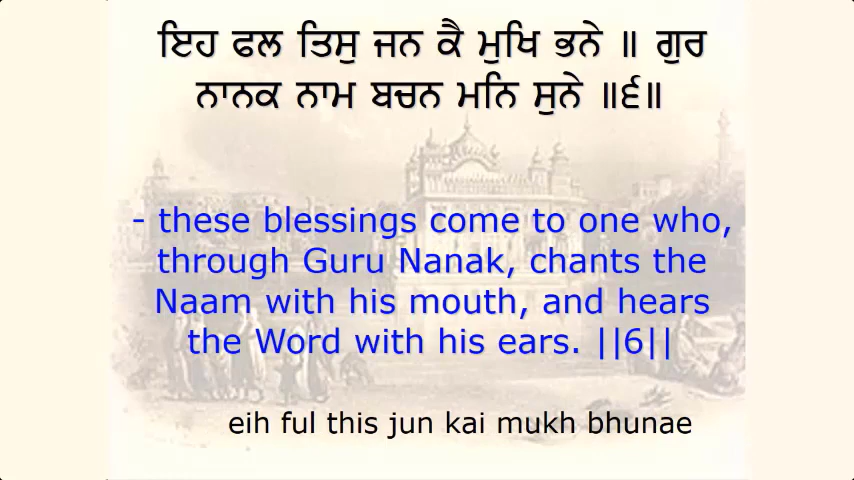 ਇਹ ਫਲ ਤਿਸੁ ਜਨ ਕੈ ਮੁਖਿ ਭਨੇ ॥ ਗੁਰ
ਨਾਨਕ ਨਾਮ ਬਚਨ ਮਨਿ ਸੁਨੇ ॥੬॥
- these blessings come to one who,
through Guru Nanak, chants the
Naam with his mouth, and hears
the Word with his ears. ||6||
eih ful this jun kai mukh bhunae